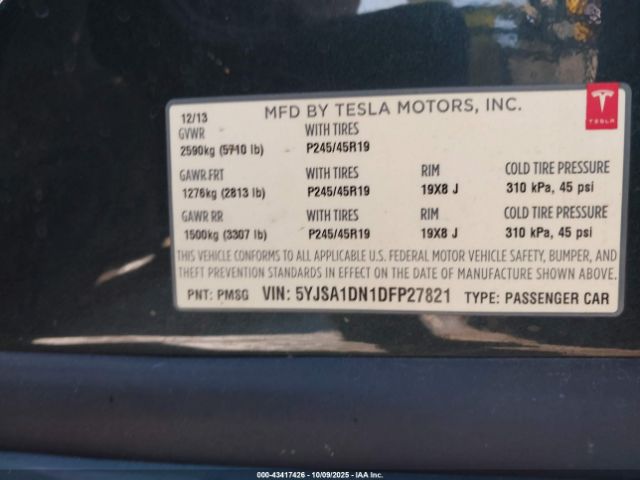 MFD BY TESLA MOTORS, INC.
TESLA
12/13
GVWR WITH TIRES
2590kg (5710 lb) P245/45R19
GAWR FRT WITH TIRES RIM COLD TIRE PRESSURE
1276kg (2813 lb) P245/45R19 19X8 J 310 kPa, 45 psi
GAWR RR WITH TIRES RIM COLD TIRE PRESSURE
1500kg (3307 lb) P245/45R19 19X8 J 310 kPa, 45 psi
THIS VEHICLE CONFORMS TO ALL APPLICABLE U.S. FEDERAL MOTOR VEHICLE SAFETY, BUMPER, AND
THEFT PREVENTION STANDARDS IN EFFECT ON THE DATE OF MANUFACTURE SHOWN ABOVE.
PNT: PMSG VIN: 5YJSA1DN1DFP27821 TYPE: PASSENGER CAR
000-43417426 - 10/09/2025 - IAA Inc.